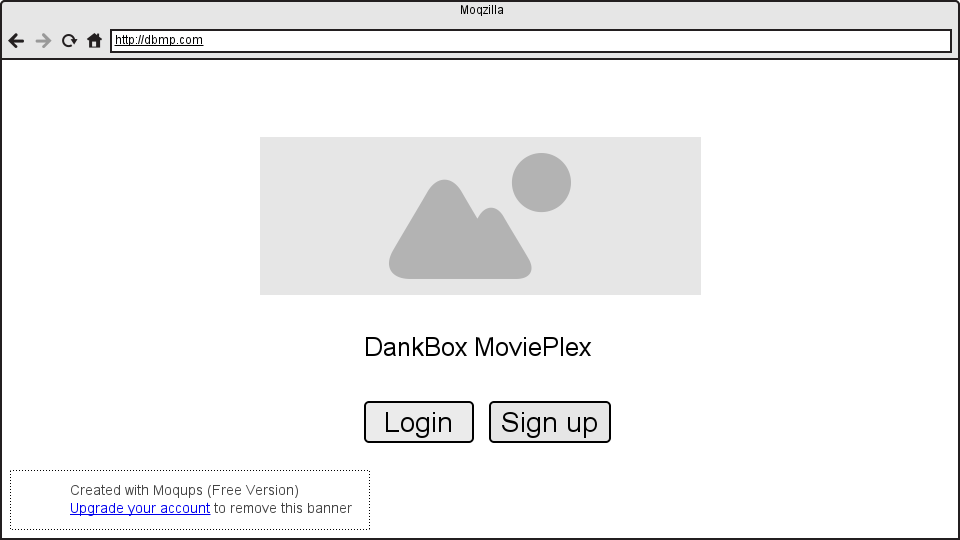 Moqzilla
http://dbmp.com
DankBox MoviePlex
Login
Sign up
Created with Moqups (Free Version)
Upgrade your account to remove this banner